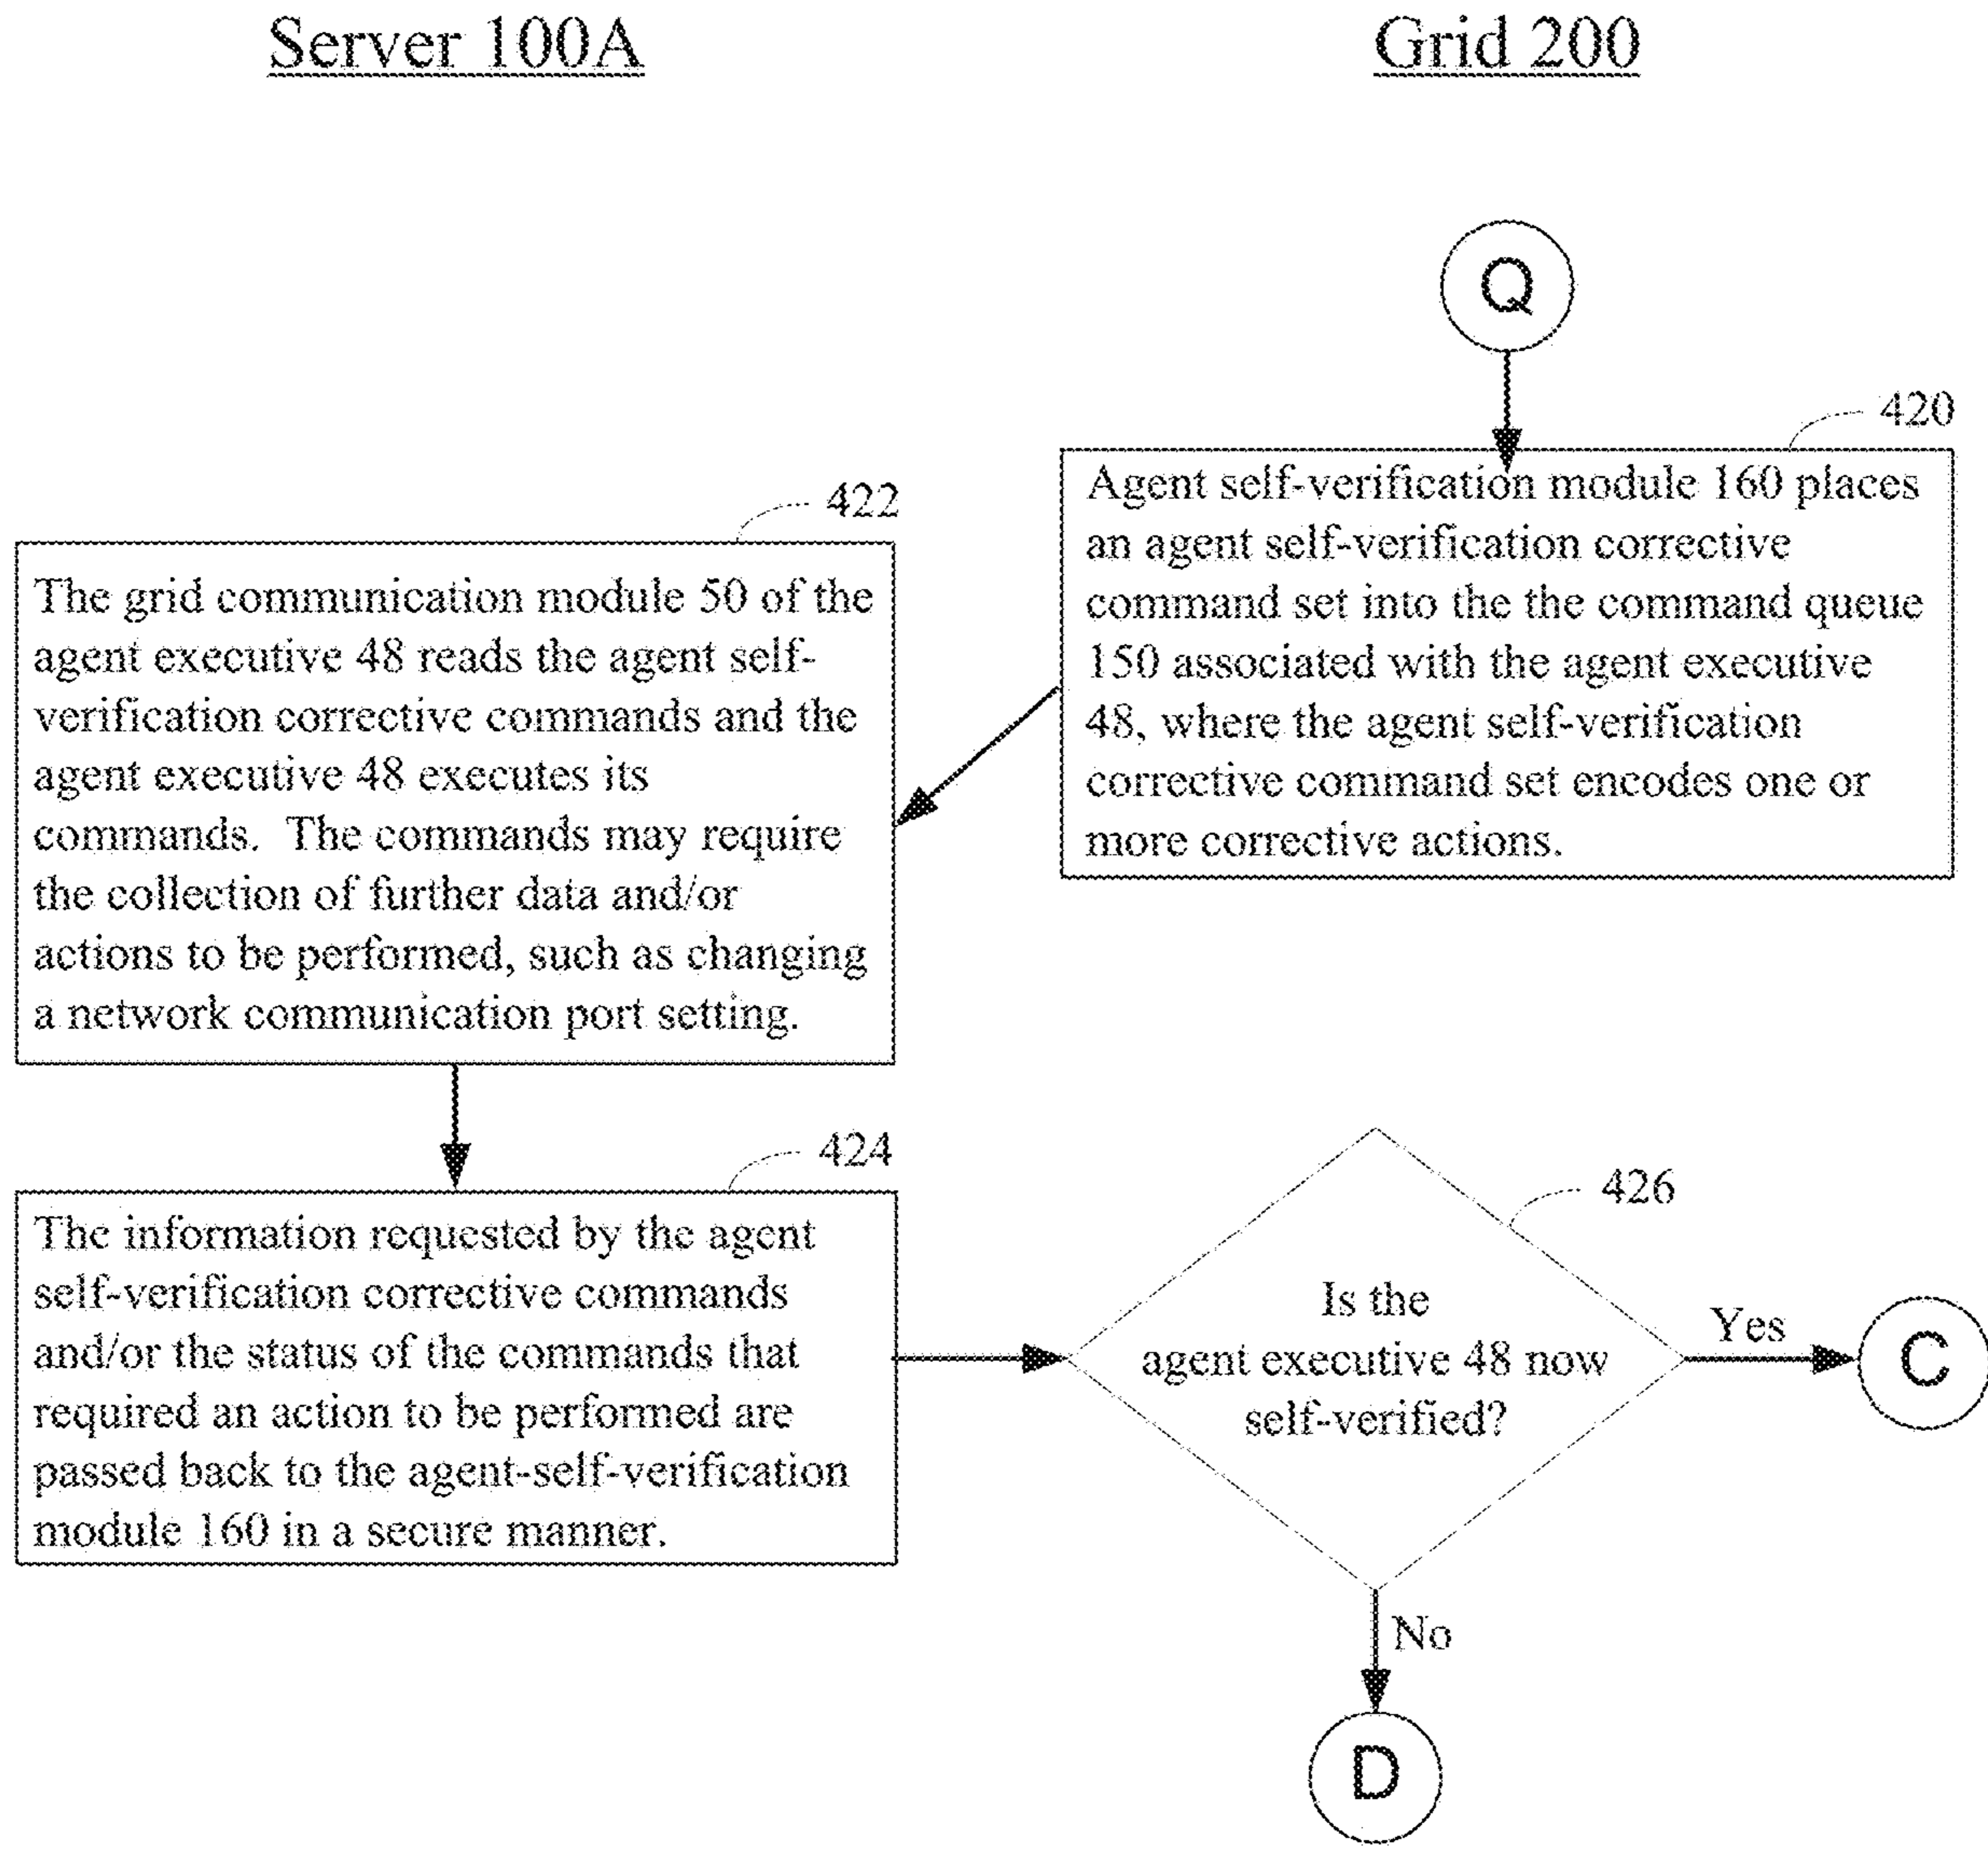 Server 100A
Grid 200
Q
420
Agent self-verification module 160 places
an agent self-verification corrective
command set into the the command queue
150 associated with the agent executive
48, where the agent self-verification
corrective command set encodes one or
more corrective actions.
422
The grid communication module 50 of the
agent executive 48 reads the agent self-
verification corrective commands and the
agent executive 48 executes its
commands.  The commands may require
the collection of further data and/or
actions to be performed, such as changing
a network communication port setting.
424
The information requested by the agent
self-verification corrective commands
and/or the status of the commands that
required an action to be performed are
passed back to the agent-self-verification
module 160 in a secure manner.
426
Is the
agent executive 48 now
self-verified?
Yes
C
No
D